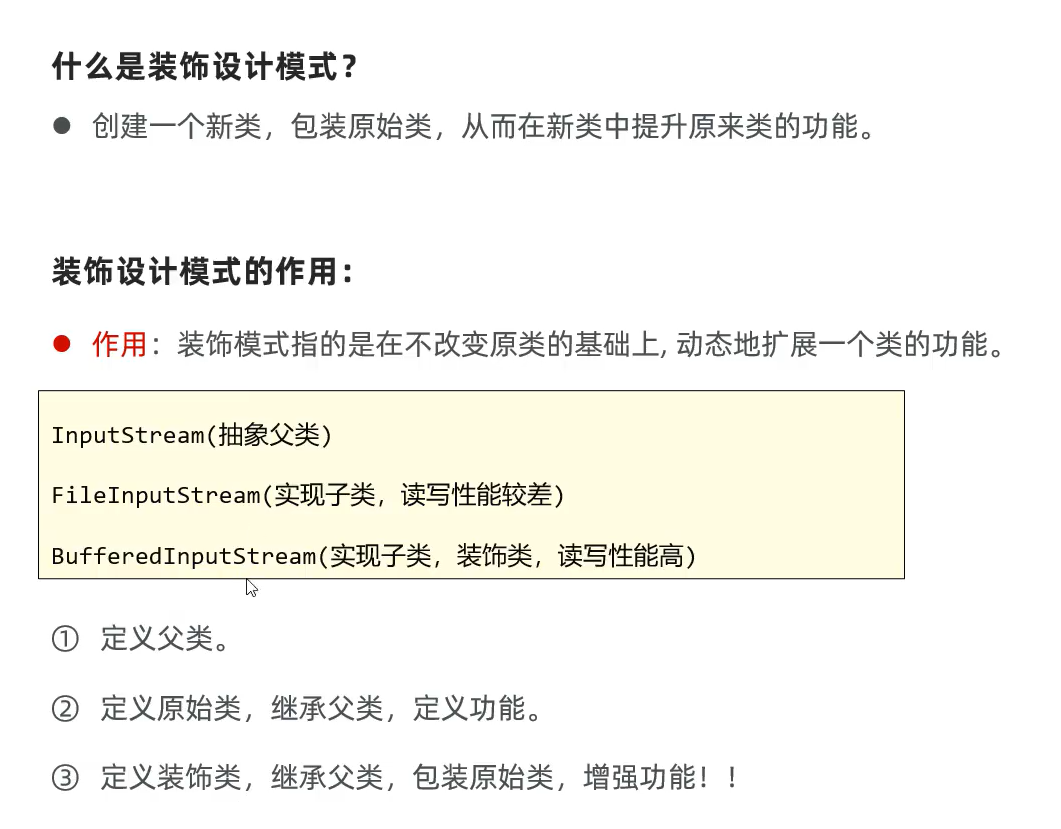 什么是装饰设计模式？
● 创建一个新类，包装原始类，从而在新类中提升原来类的功能。
装饰设计模式的作用：
● 作用：装饰模式指的是在不改变原类的基础上, 动态地扩展一个类的功能。
InputStream(抽象父类)
FileInputStream(实现子类，读写性能较差)
BufferedInputStream(实现子类，装饰类，读写性能高)
① 定义父类。
② 定义原始类，继承父类，定义功能。
③ 定义装饰类，继承父类，包装原始类，增强功能！！